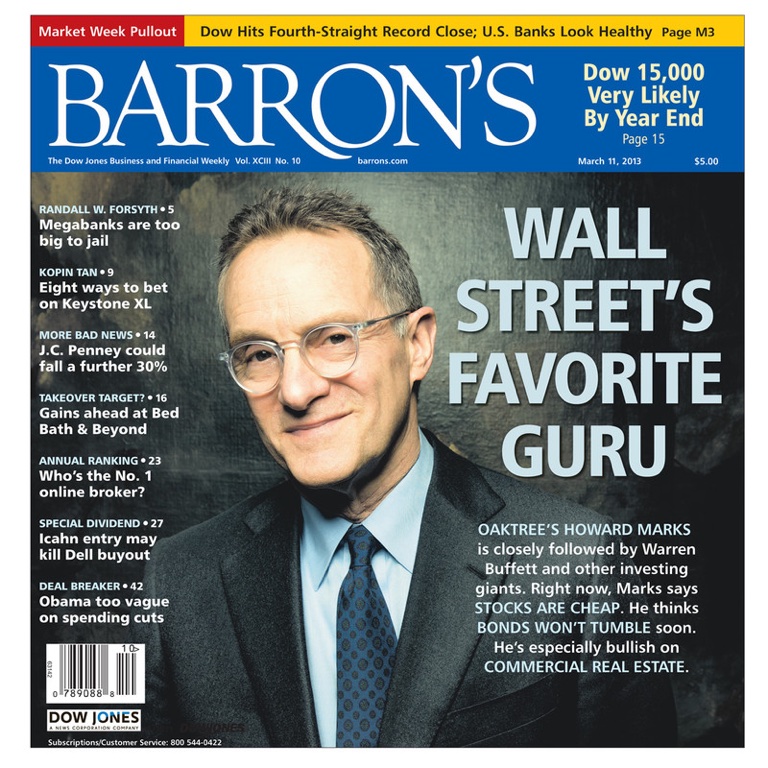 Market Week Pullout
Dow Hits Fourth-Straight Record Close; U.S. Banks Look Healthy Page M3
BARRON'S
The Dow Jones Business and Financial Weekly Vol. XCIII No. 10
barrons.com
Dow 15,000
Very Likely
By Year End
Page 15
March 11, 2013
$5.00
RANDALL W. FORSYTH • 5
Megabanks are too
big to jail
KOPIN TAN • 9
Eight ways to bet
on Keystone XL
MORE BAD NEWS • 14
J.C. Penney could
fall a further 30%
TAKEOVER TARGET? • 16
Gains ahead at Bed
Bath & Beyond
ANNUAL RANKING • 23
Who's the No. 1
online broker?
SPECIAL DIVIDEND • 27
Icahn entry may
kill Dell buyout
DEAL BREAKER • 42
Obama too vague
on spending cuts
WALL
STREET'S
FAVORITE
GURU
OAKTREE'S HOWARD MARKS
is closely followed by Warren
Buffett and other investing
giants. Right now, Marks says
STOCKS ARE CHEAP. He thinks
BONDS WON'T TUMBLE soon.
He's especially bullish on
COMMERCIAL REAL ESTATE.
10
63142
0 789088 8
DOW JONES
A NEWS CORPORATION COMPANY
Subscriptions/Customer Service: 800 544-0422